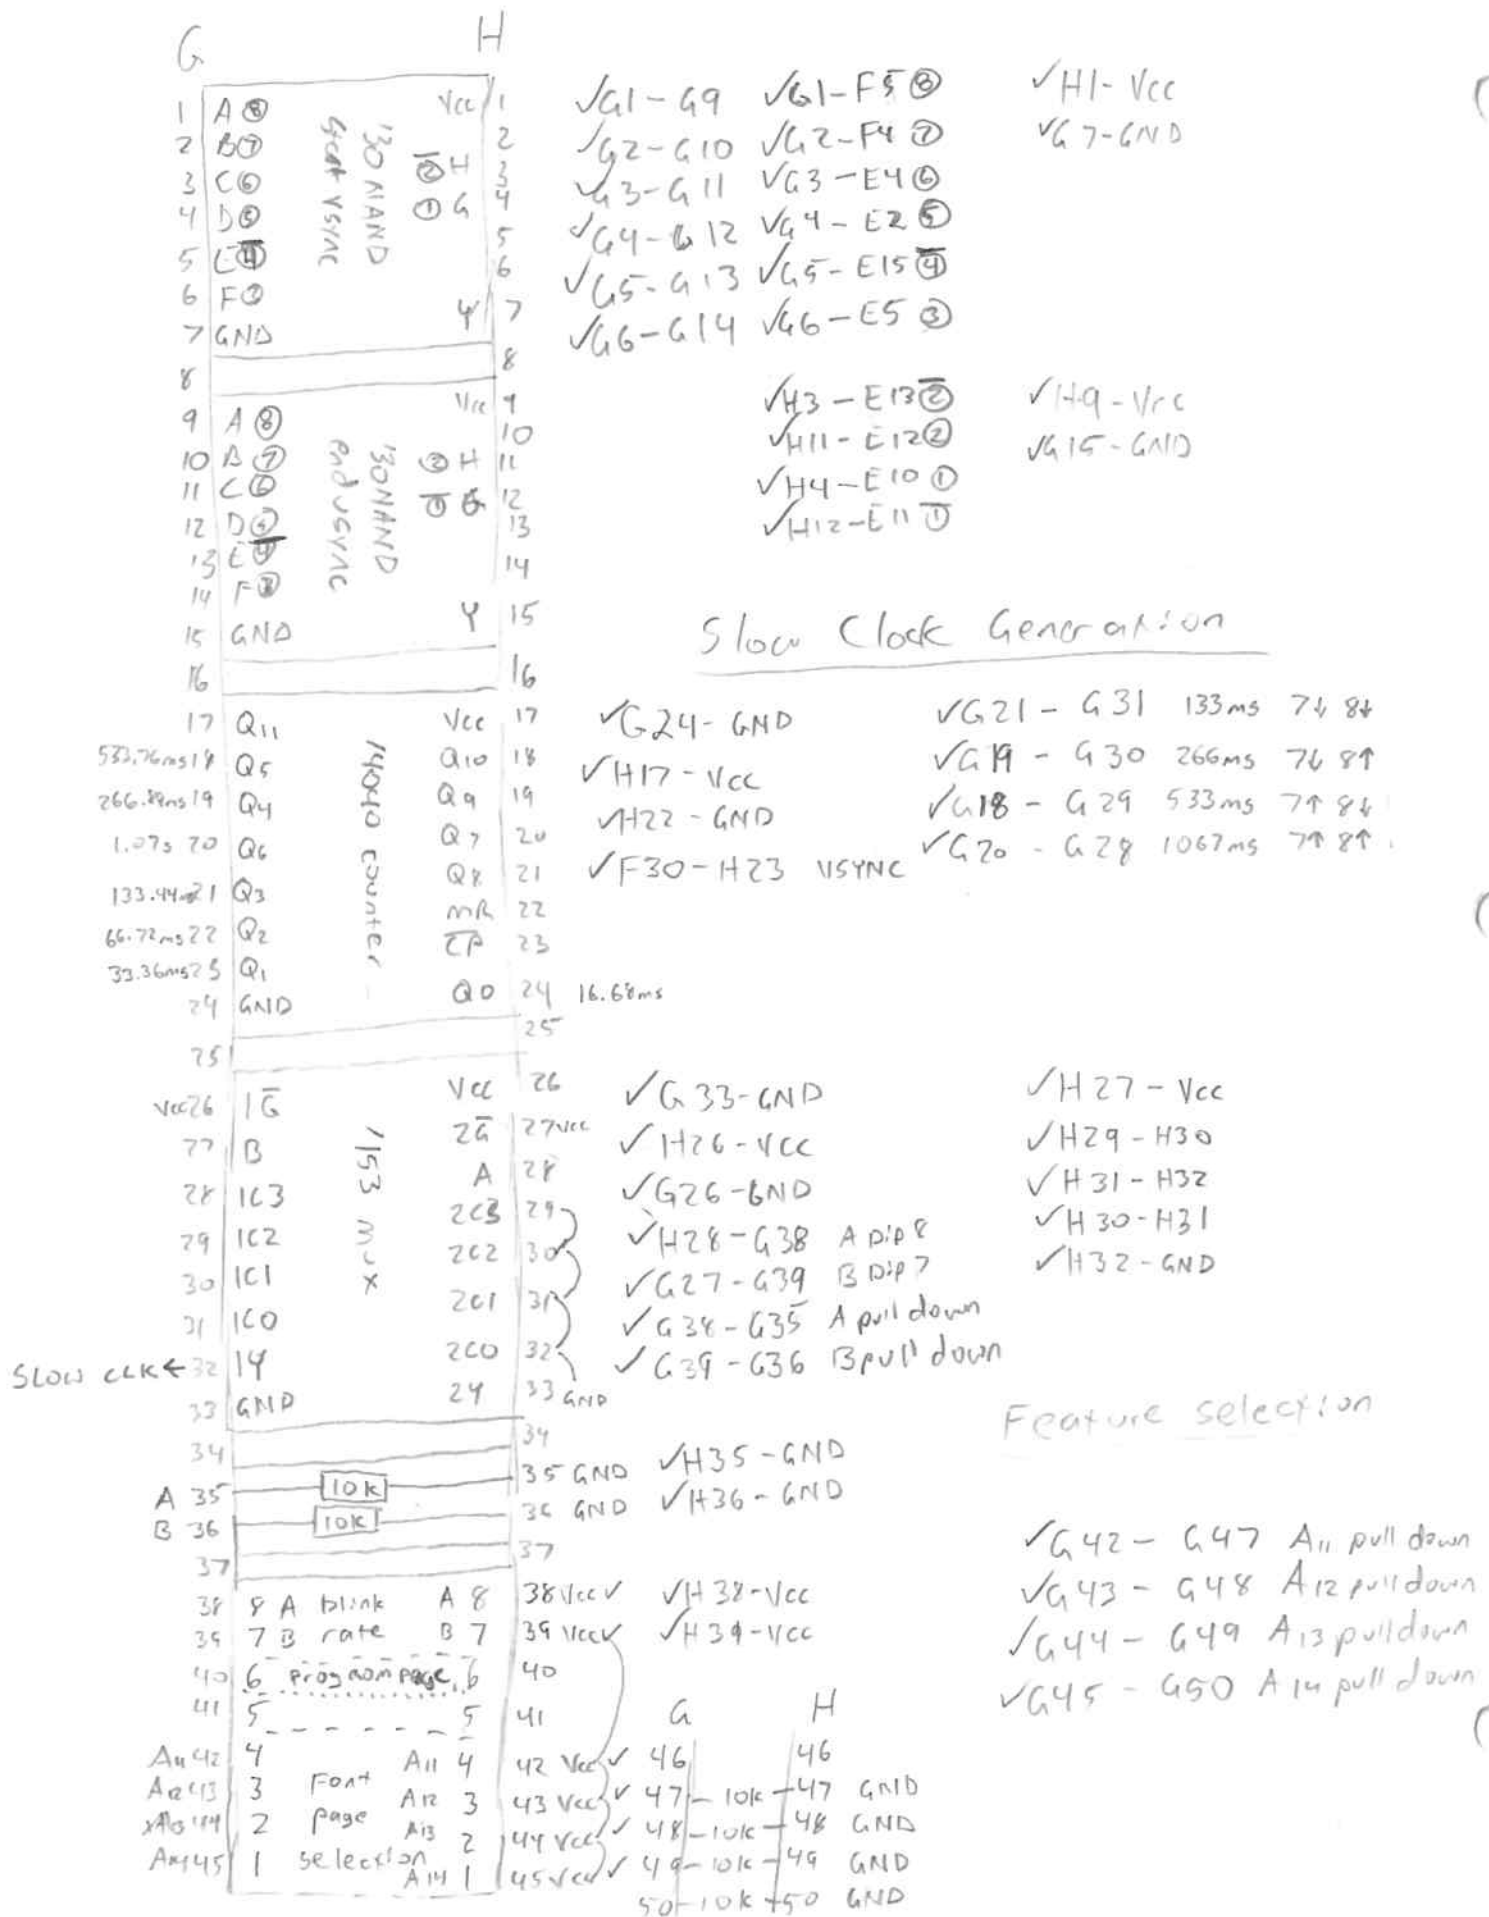 G H
1 A ⑧ Vcc 1 ✓G1-G9 ✓G1-F5 ⑧ ✓H1-Vcc
2 B ⑦ 2 ✓G2-G10 ✓G2-F4 ⑦ ✓G7-GND
3 C ⑥ ②̅ H 3 ✓G3-G11 ✓G3-E4 ⑥
4 D ⑤ ① G 4 ✓G4-G12 ✓G4-E2 ⑤
5 E ④̅ 5 ✓G5-G13 ✓G5-E15 ④̅
6 F ③ 6 ✓G6-G14 ✓G6-E5 ③
7 GND Y 7
'30 NAND
Start VSYNC
8 8
9 A ⑧ Vcc 9 ✓H3-E13 ②̅ ✓H9-Vcc
10 B ⑦ 10 ✓H11-E12 ② ✓G15-GND
11 C ⑥ ② H 11 ✓H4-E10 ①
12 D ⑤ ①̅ G 12 ✓H12-E11 ①̅
13 E ④̅ 13
14 F ③ 14
15 GND Y 15
'30 NAND
end VSYNC
16 16
Slow Clock Generation
17 Q11 Vcc 17 ✓G24-GND ✓G21-G31 133ms 7↓ 8↓
533.76ms 18 Q5 Q10 18 ✓H17-Vcc ✓G19-G30 266ms 7↓ 8↑
266.89ms 19 Q4 Q9 19 ✓H22-GND ✓G18-G29 533ms 7↑ 8↓
1.07s 20 Q6 Q7 20 ✓F30-H23 VSYNC ✓G20-G28 1067ms 7↑ 8↑
133.44 21 Q3 Q8 21
66.72ms 22 Q2 MR 22
33.36ms 23 Q1 C̅P̅ 23
24 GND Q0 24 16.68ms
'4040 counter
25 25
Vcc 26 1G̅ Vcc 26 ✓G33-GND ✓H27-Vcc
27 B 2G̅ 27 Vcc ✓H26-VCC ✓H29-H30
28 1C3 A 28 ✓G26-GND ✓H31-H32
29 1C2 2C3 29 ✓H28-G38 A Dip 8 ✓H30-H31
30 1C1 2C2 30 ✓G27-G39 B Dip 7 ✓H32-GND
31 1C0 2C1 31 ✓G38-G35 A pull down
SLOW CLK ← 32 1Y 2C0 32 ✓G39-G36 B pull down
33 GND 2Y 33 GND
'153 mux
34 34
Feature selection
A 35 10k 35 GND ✓H35-GND
B 36 10k 36 GND ✓H36-GND
37 37
38 8 A blink A 8 38 Vcc ✓ ✓H38-Vcc
39 7 B rate B 7 39 Vcc ✓ ✓H39-Vcc
40 6 Prog rom page 6 40
41 5 5 41
A11 42 4 A11 4 42 Vcc ✓
A12 43 3 Font A12 3 43 Vcc ✓
A13 44 2 page A13 2 44 Vcc ✓
A14 45 1 selection A14 1 45 Vcc ✓
✓G42-G47 A11 pull down
✓G43-G48 A12 pull down
✓G44-G49 A13 pull down
✓G45-G50 A14 pull down
G H
46 46
47-10k-47 GND
48-10k-48 GND
49-10k-49 GND
50-10k-50 GND